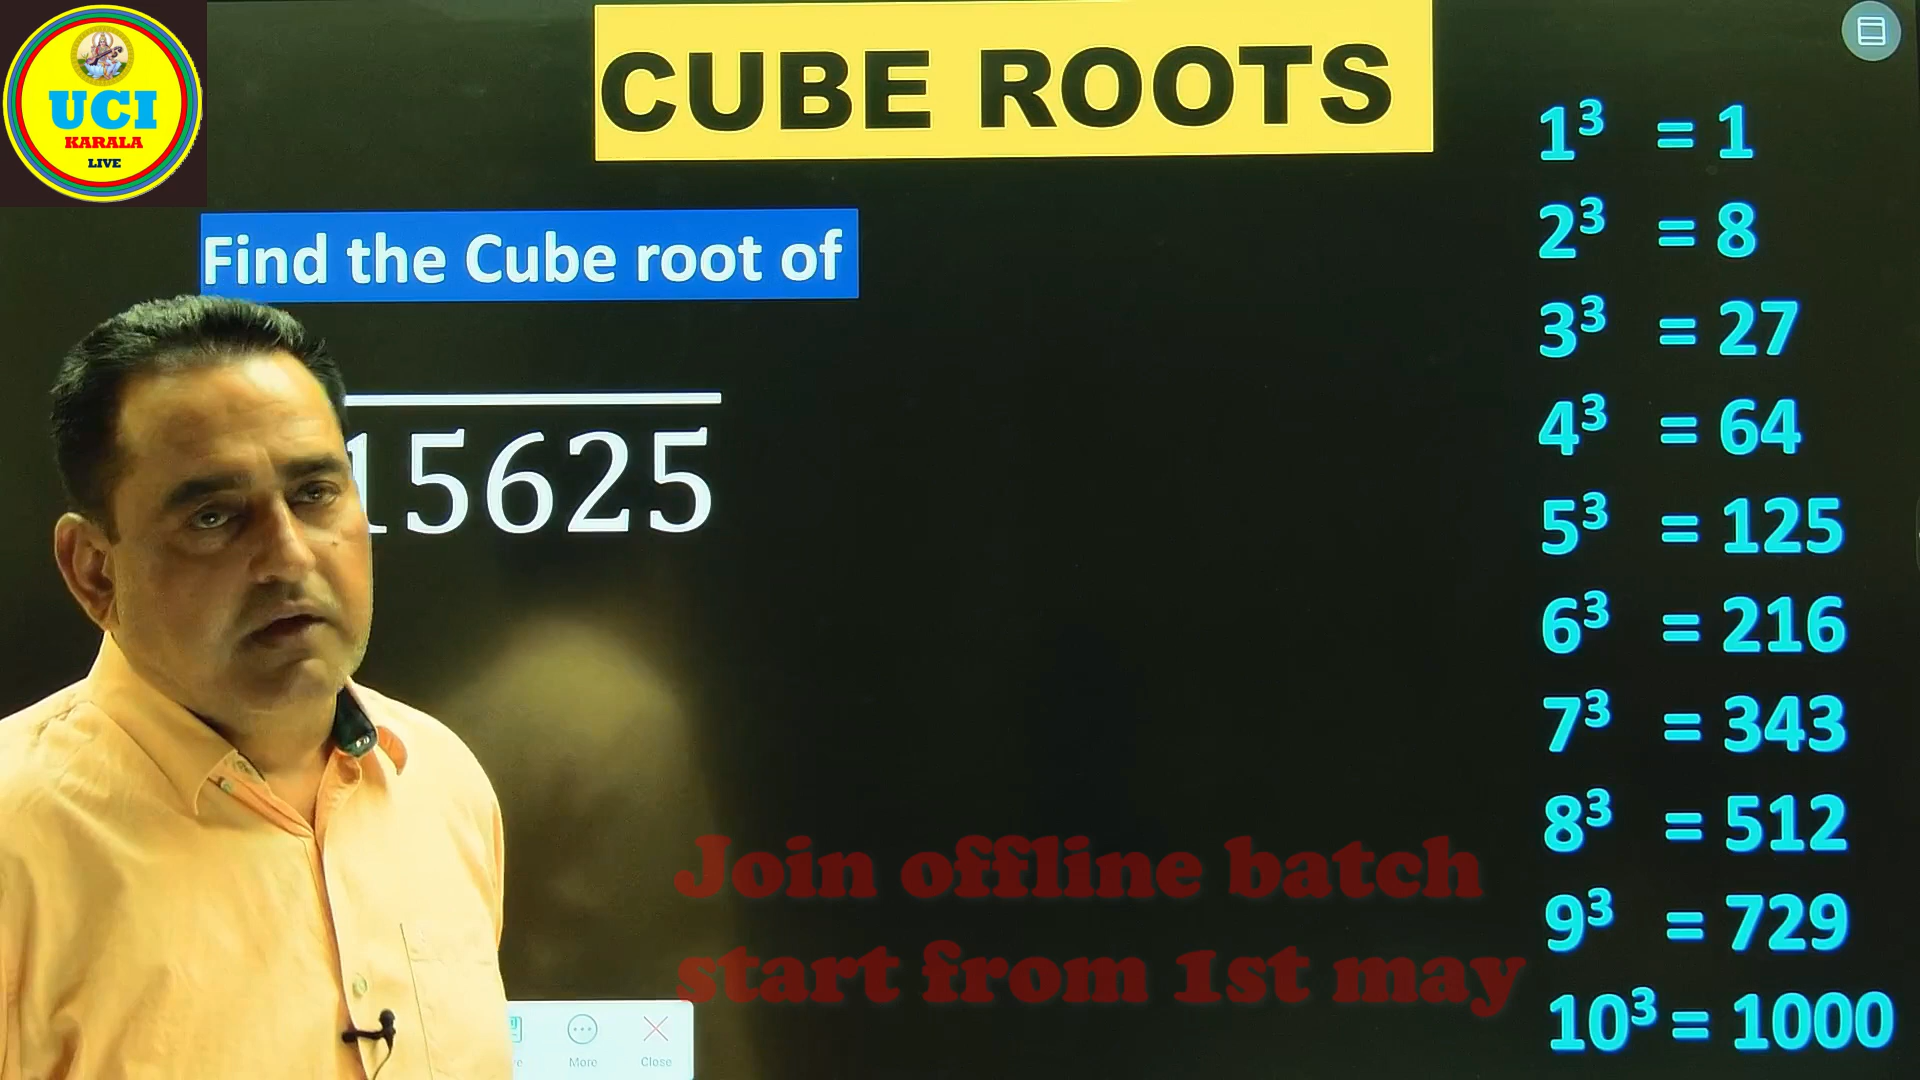 UCI
KARALA
LIVE
CUBE ROOTS
Find the Cube root of
15625
1³ = 1
2³ = 8
3³ = 27
4³ = 64
5³ = 125
6³ = 216
7³ = 343
8³ = 512
9³ = 729
10³ = 1000
Join offline batch
start from 1st may
More
Close